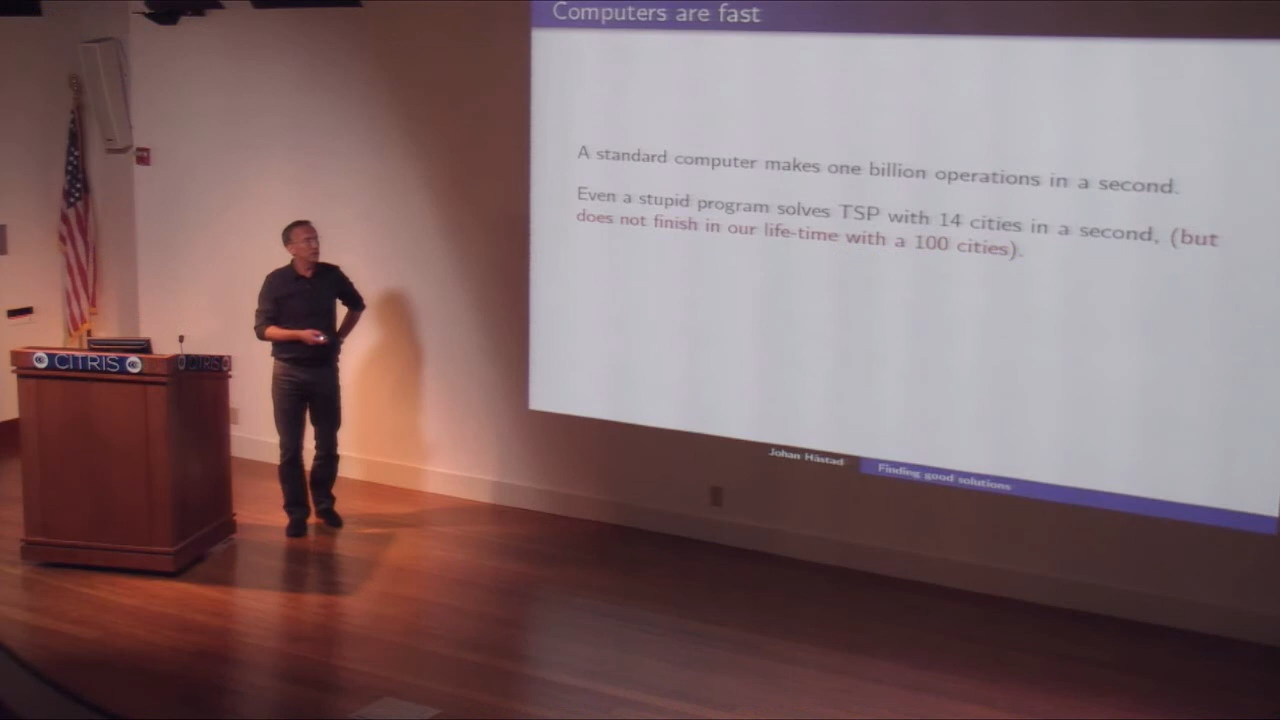 Computers are fast
A standard computer makes one billion operations in a second.
Even a stupid program solves TSP with 14 cities in a second, (but
does not finish in our life-time with a 100 cities).
Johan Håstad
Finding good solutions
CITRIS
CITRIS